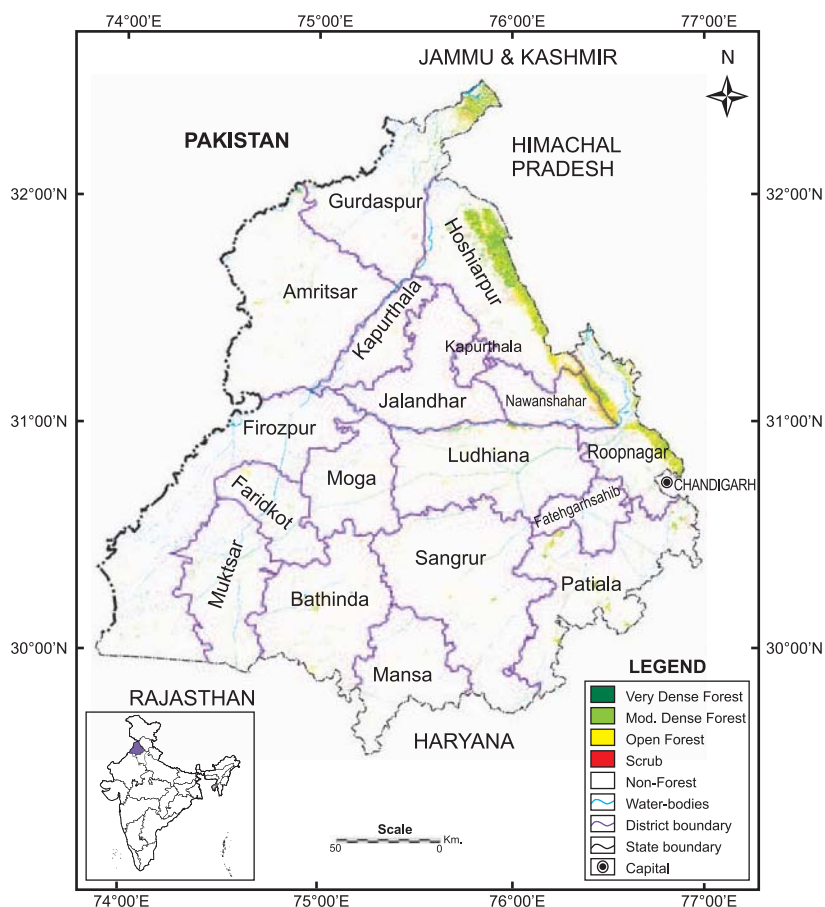 74°00'E 75°00'E 76°00'E 77°00'E
JAMMU & KASHMIR
N
PAKISTAN
HIMACHAL
PRADESH
32°00'N
32°00'N
Gurdaspur
Hoshiarpur
Amritsar
Kapurthala
Kapurthala
Jalandhar
Nawanshahar
31°00'N
31°00'N
Firozpur
Ludhiana
Roopnagar
Moga
CHANDIGARH
Faridkot
Fatehgarhsahib
Sangrur
Muktsar
Bathinda
Patiala
30°00'N
30°00'N
Mansa
RAJASTHAN
HARYANA
LEGEND
Very Dense Forest
Mod. Dense Forest
Open Forest
Scrub
Non-Forest
Water-bodies
District boundary
State boundary
Capital
Scale
50 0 Km.
74°00'E 75°00'E 76°00'E 77°00'E